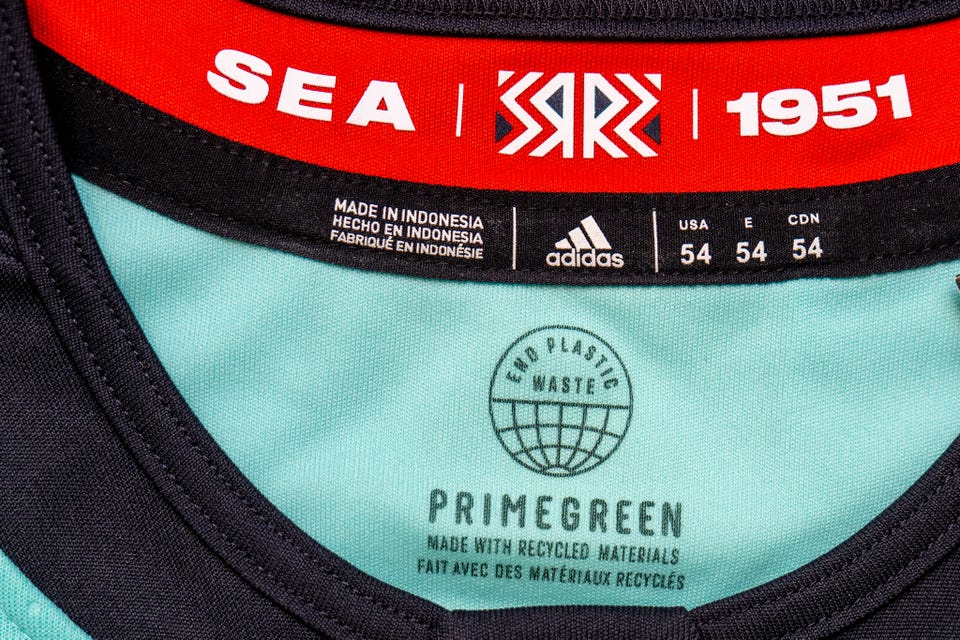 SEA | RR | 1951
MADE IN INDONESIA
HECHO EN INDONESIA
FABRIQUÉ EN INDONÉSIE
adidas
USA E CDN
54 54 54
END PLASTIC
WASTE
PRIMEGREEN
MADE WITH RECYCLED MATERIALS
FAIT AVEC DES MATÉRIAUX RECYCLÉS